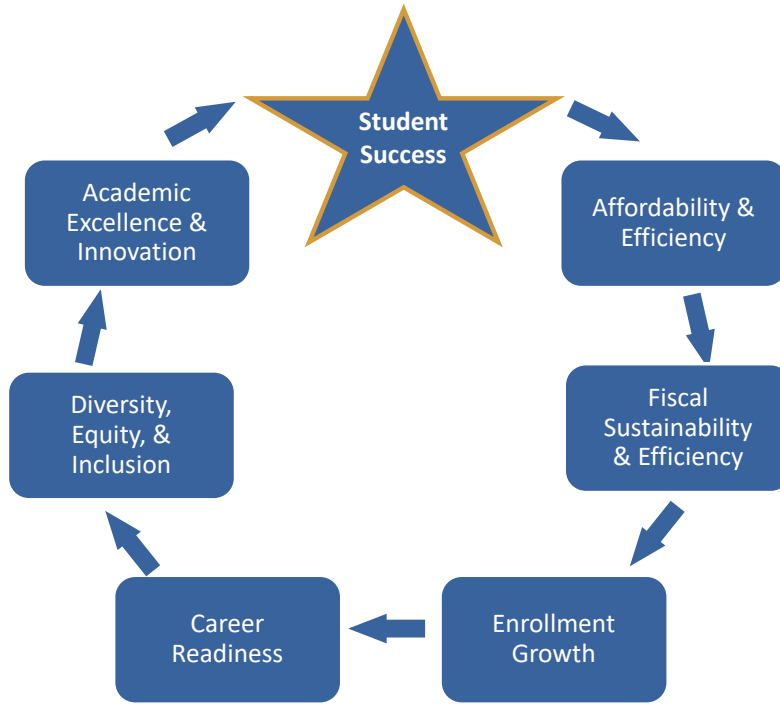 Student
Success
Affordability &
Efficiency
Fiscal
Sustainability
& Efficiency
Enrollment
Growth
Career
Readiness
Diversity,
Equity, &
Inclusion
Academic
Excellence &
Innovation